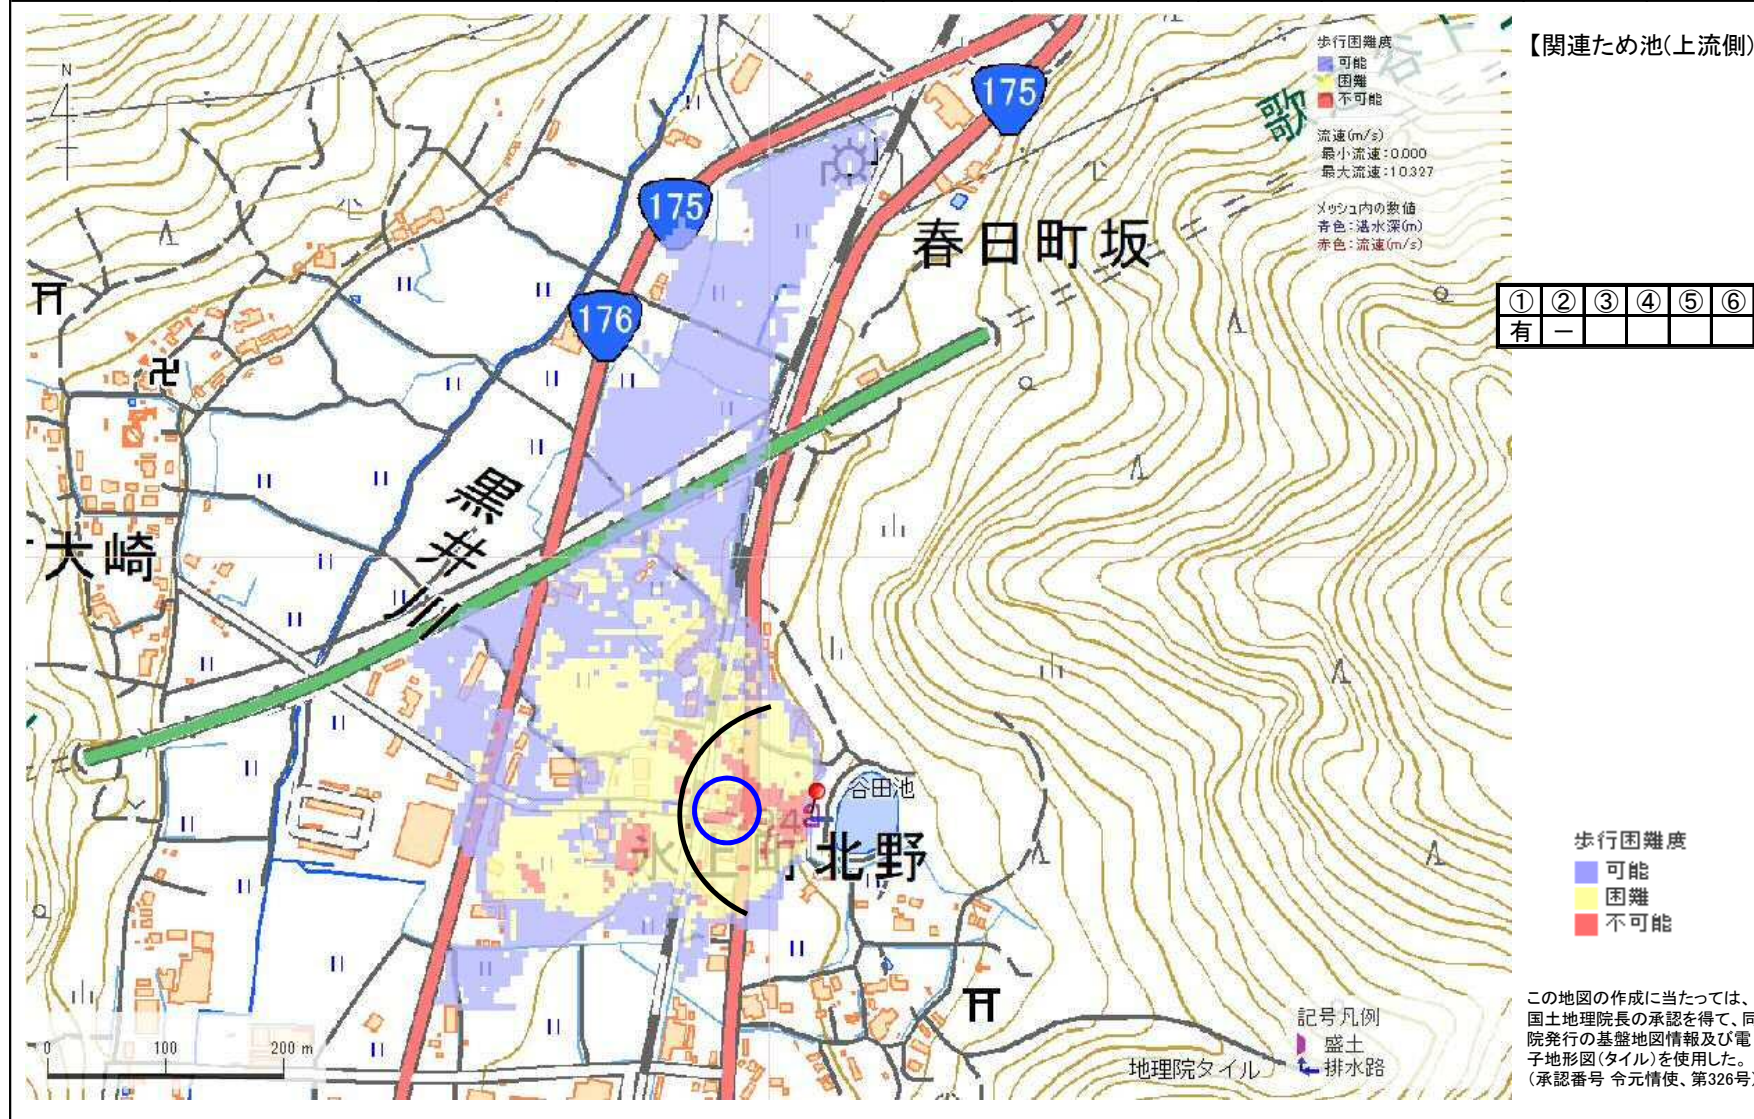 【関連ため池(上流側)
歩行困難度
可能
困難
不可能
流速(m/s)
最小流速:0.000
最大流速:10.327
メッシュ内の数値
青色:湛水深(m)
赤色:流速(m/s)
N
175
175
176
歌
谷
春日町坂
① ② ③ ④ ⑤ ⑥
有 －
黒井川
大崎
谷田池
氷上町北野
歩行困難度
可能
困難
不可能
この地図の作成に当たっては、
国土地理院長の承認を得て、同
院発行の基盤地図情報及び電
子地形図(タイル)を使用した。
(承認番号 令元情使、第326号)
記号凡例
盛土
排水路
地理院タイル
0 100 200 m